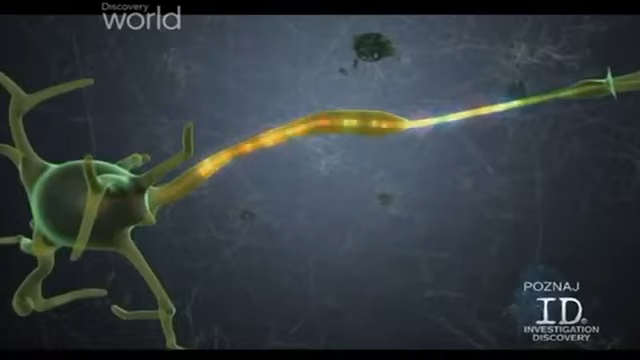 Discovery
world
POZNAJ
ID.
INVESTIGATION
DISCOVERY